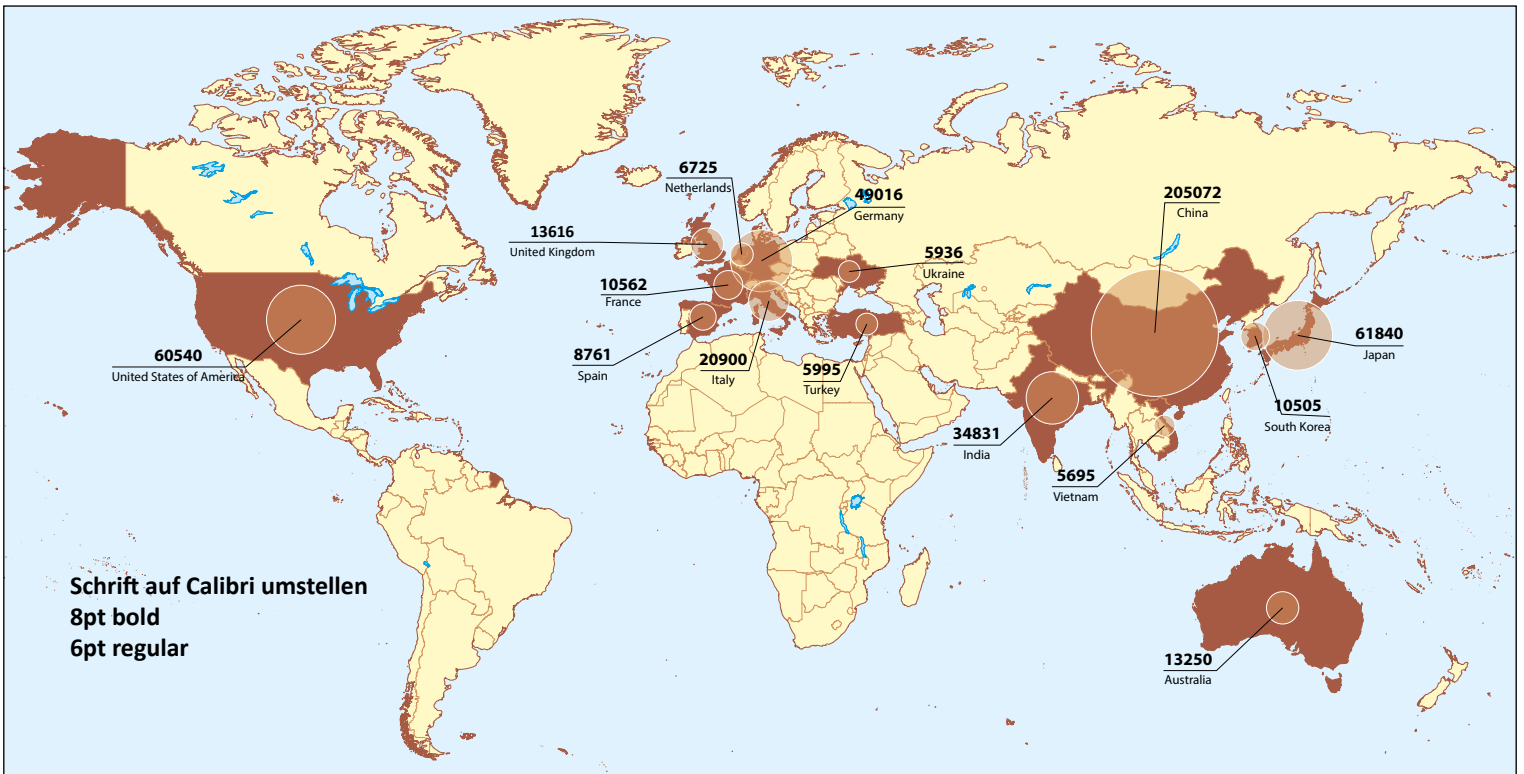 6725
Netherlands
49016
Germany
205072
China
13616
United Kingdom
5936
Ukraine
10562
France
60540
United States of America
8761
Spain
20900
Italy
5995
Turkey
61840
Japan
10505
South Korea
34831
India
5695
Vietnam
Schrift auf Calibri umstellen
8pt bold
6pt regular
13250
Australia